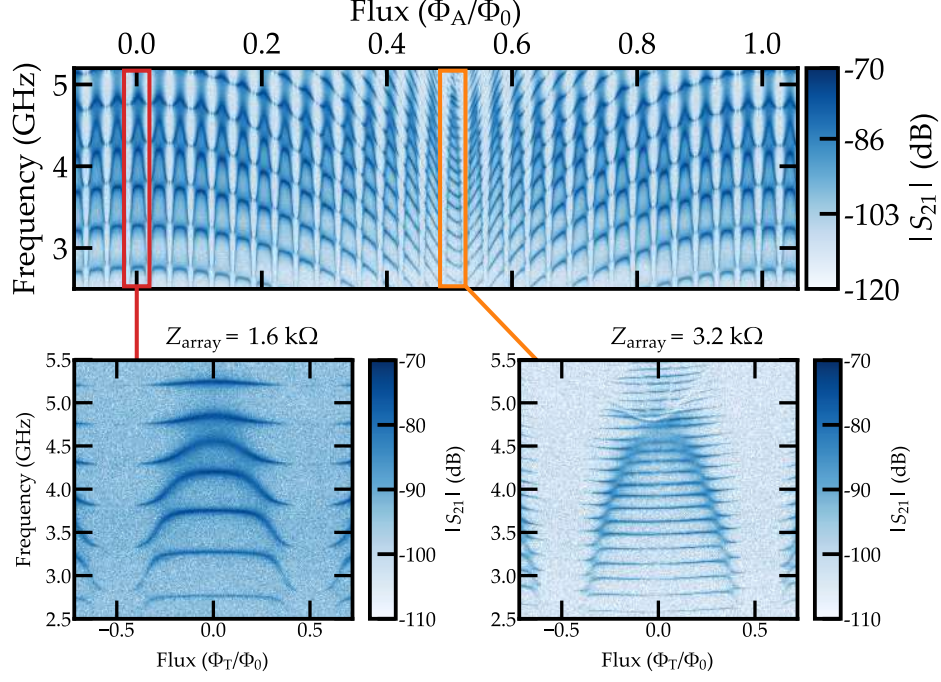 Flux (Φ_A/Φ_0)
0.0 0.2 0.4 0.6 0.8 1.0
Frequency (GHz)
5
4
3
-70
-86
-103
-120
|S_21| (dB)
Z_array = 1.6 kΩ
Frequency (GHz)
5.5
5.0
4.5
4.0
3.5
3.0
2.5
−0.5 0.0 0.5
Flux (Φ_T/Φ_0)
-70
-80
-90
-100
-110
|S_21| (dB)
Z_array = 3.2 kΩ
5.5
5.0
4.5
4.0
3.5
3.0
2.5
−0.5 0.0 0.5
Flux (Φ_T/Φ_0)
-70
-80
-90
-100
-110
|S_21| (dB)